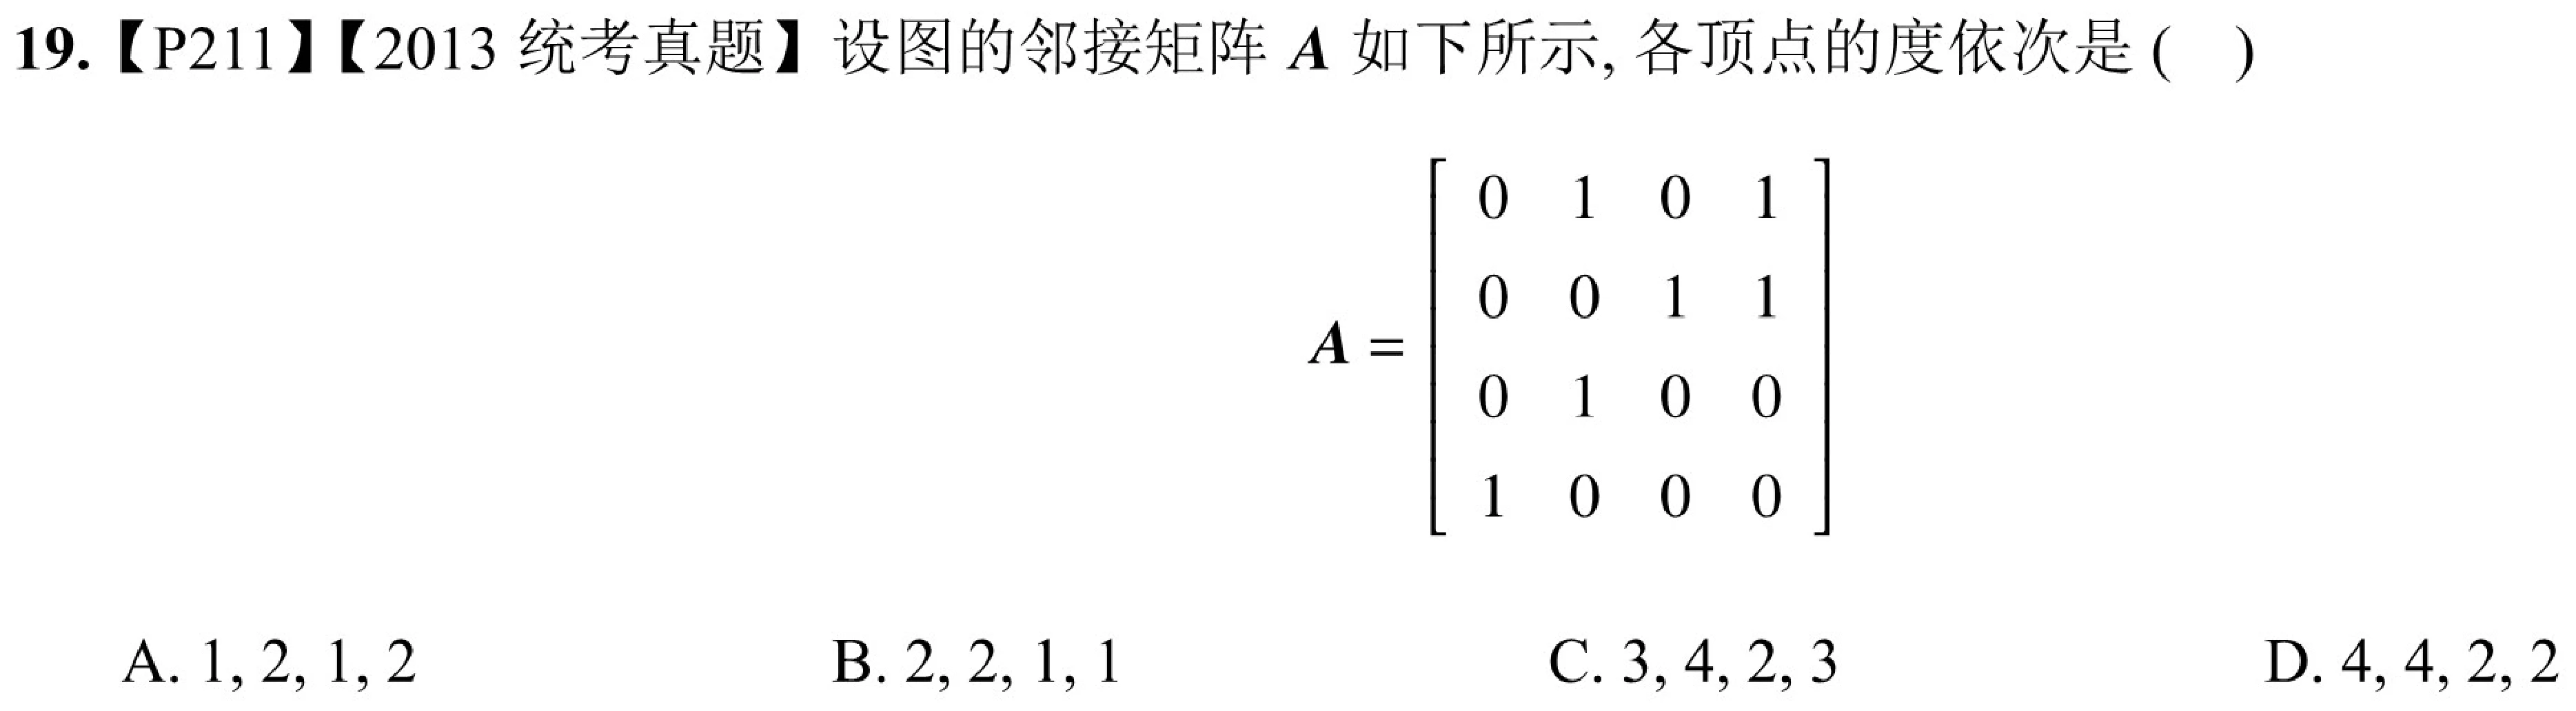 19.【P211】【2013 统考真题】设图的邻接矩阵 A 如下所示, 各顶点的度依次是 ( )
A = [
0 1 0 1
0 0 1 1
0 1 0 0
1 0 0 0
]
A. 1, 2, 1, 2 B. 2, 2, 1, 1 C. 3, 4, 2, 3 D. 4, 4, 2, 2